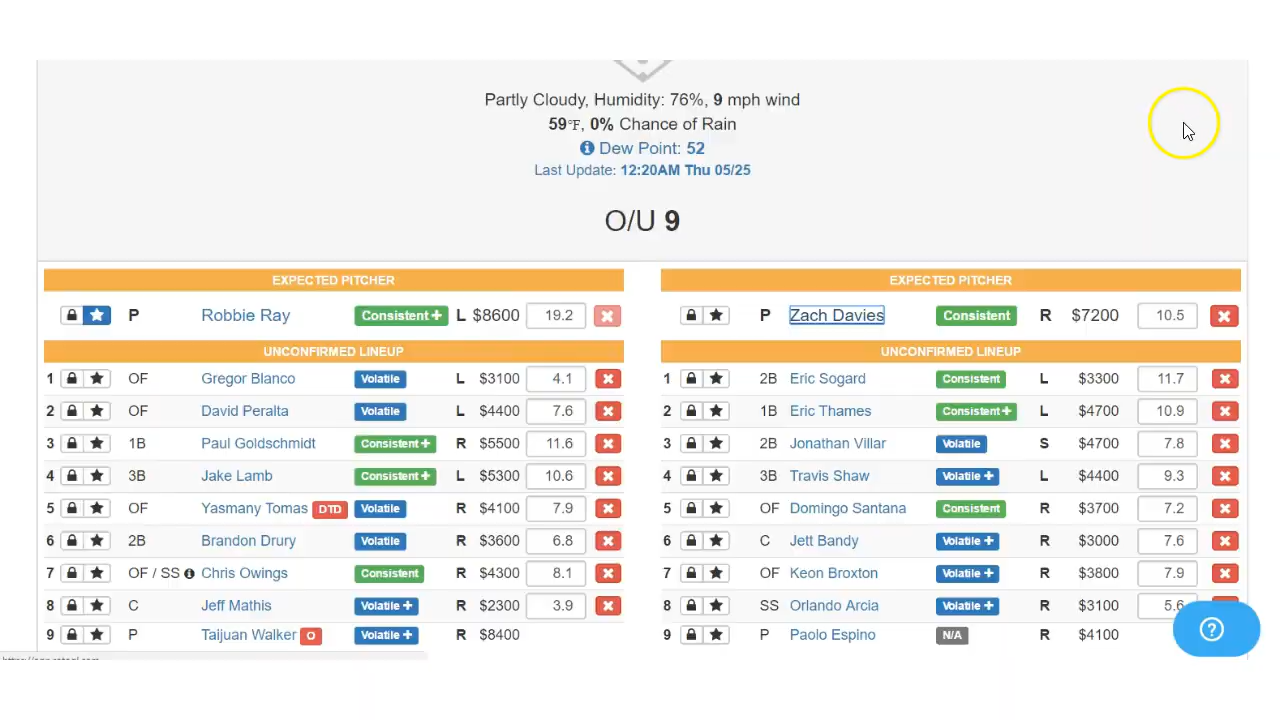 Partly Cloudy, Humidity: 76%, 9 mph wind
59°F, 0% Chance of Rain
Dew Point: 52
Last Update: 12:20AM Thu 05/25
O/U 9
EXPECTED PITCHER
P Robbie Ray Consistent + L $8600 19.2
UNCONFIRMED LINEUP
1 OF Gregor Blanco Volatile L $3100 4.1
2 OF David Peralta Volatile L $4400 7.6
3 1B Paul Goldschmidt Consistent + R $5500 11.6
4 3B Jake Lamb Consistent + L $5300 10.6
5 OF Yasmany Tomas DTD Volatile R $4100 7.9
6 2B Brandon Drury Volatile R $3600 6.8
7 OF / SS Chris Owings Consistent R $4300 8.1
8 C Jeff Mathis Volatile + R $2300 3.9
9 P Taijuan Walker O Volatile + R $8400
EXPECTED PITCHER
P Zach Davies Consistent R $7200 10.5
UNCONFIRMED LINEUP
1 2B Eric Sogard Consistent L $3300 11.7
2 1B Eric Thames Consistent + L $4700 10.9
3 2B Jonathan Villar Volatile S $4700 7.8
4 3B Travis Shaw Volatile + L $4400 9.3
5 OF Domingo Santana Consistent R $3700 7.2
6 C Jett Bandy Volatile + R $3000 7.6
7 OF Keon Broxton Volatile + R $3800 7.9
8 SS Orlando Arcia Volatile + R $3100 5.6
9 P Paolo Espino N/A R $4100